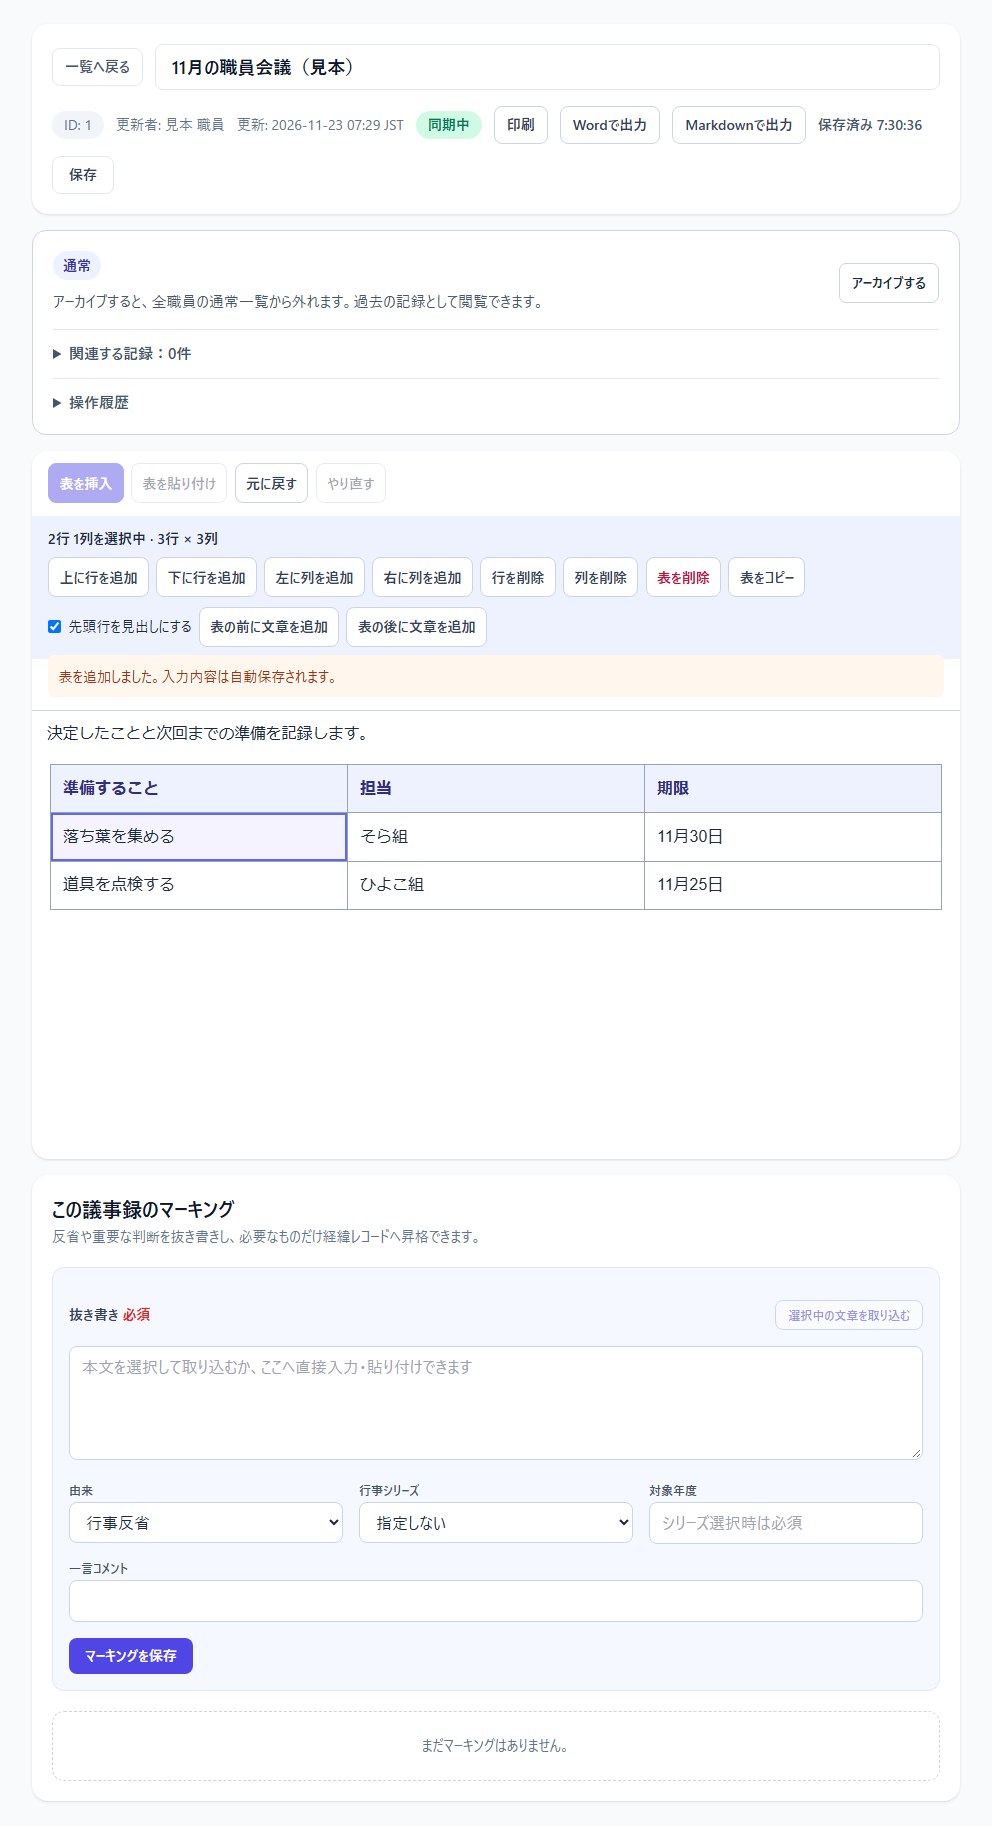 一覧へ戻る 11月の職員会議（見本）
ID: 1 更新者: 見本 職員 更新: 2026-11-23 07:29 JST 同期中 印刷 Wordで出力 Markdownで出力 保存済み 7:30:36
保存
通常
アーカイブすると、全職員の通常一覧から外れます。過去の記録として閲覧できます。
アーカイブする
▶ 関連する記録：0件
▶ 操作履歴
表を挿入 表を貼り付け 元に戻す やり直す
2行 1列を選択中 · 3行 × 3列
上に行を追加 下に行を追加 左に列を追加 右に列を追加 行を削除 列を削除 表を削除 表をコピー
先頭行を見出しにする 表の前に文章を追加 表の後に文章を追加
表を追加しました。入力内容は自動保存されます。
決定したことと次回までの準備を記録します。
準備すること 担当 期限
落ち葉を集める そら組 11月30日
道具を点検する ひよこ組 11月25日
この議事録のマーキング
反省や重要な判断を抜き書きし、必要なものだけ経緯レコードへ昇格できます。
抜き書き 必須 選択中の文章を取り込む
本文を選択して取り込むか、ここへ直接入力・貼り付けできます
由来 行事シリーズ 対象年度
行事反省 指定しない シリーズ選択時は必須
一言コメント
マーキングを保存
まだマーキングはありません。